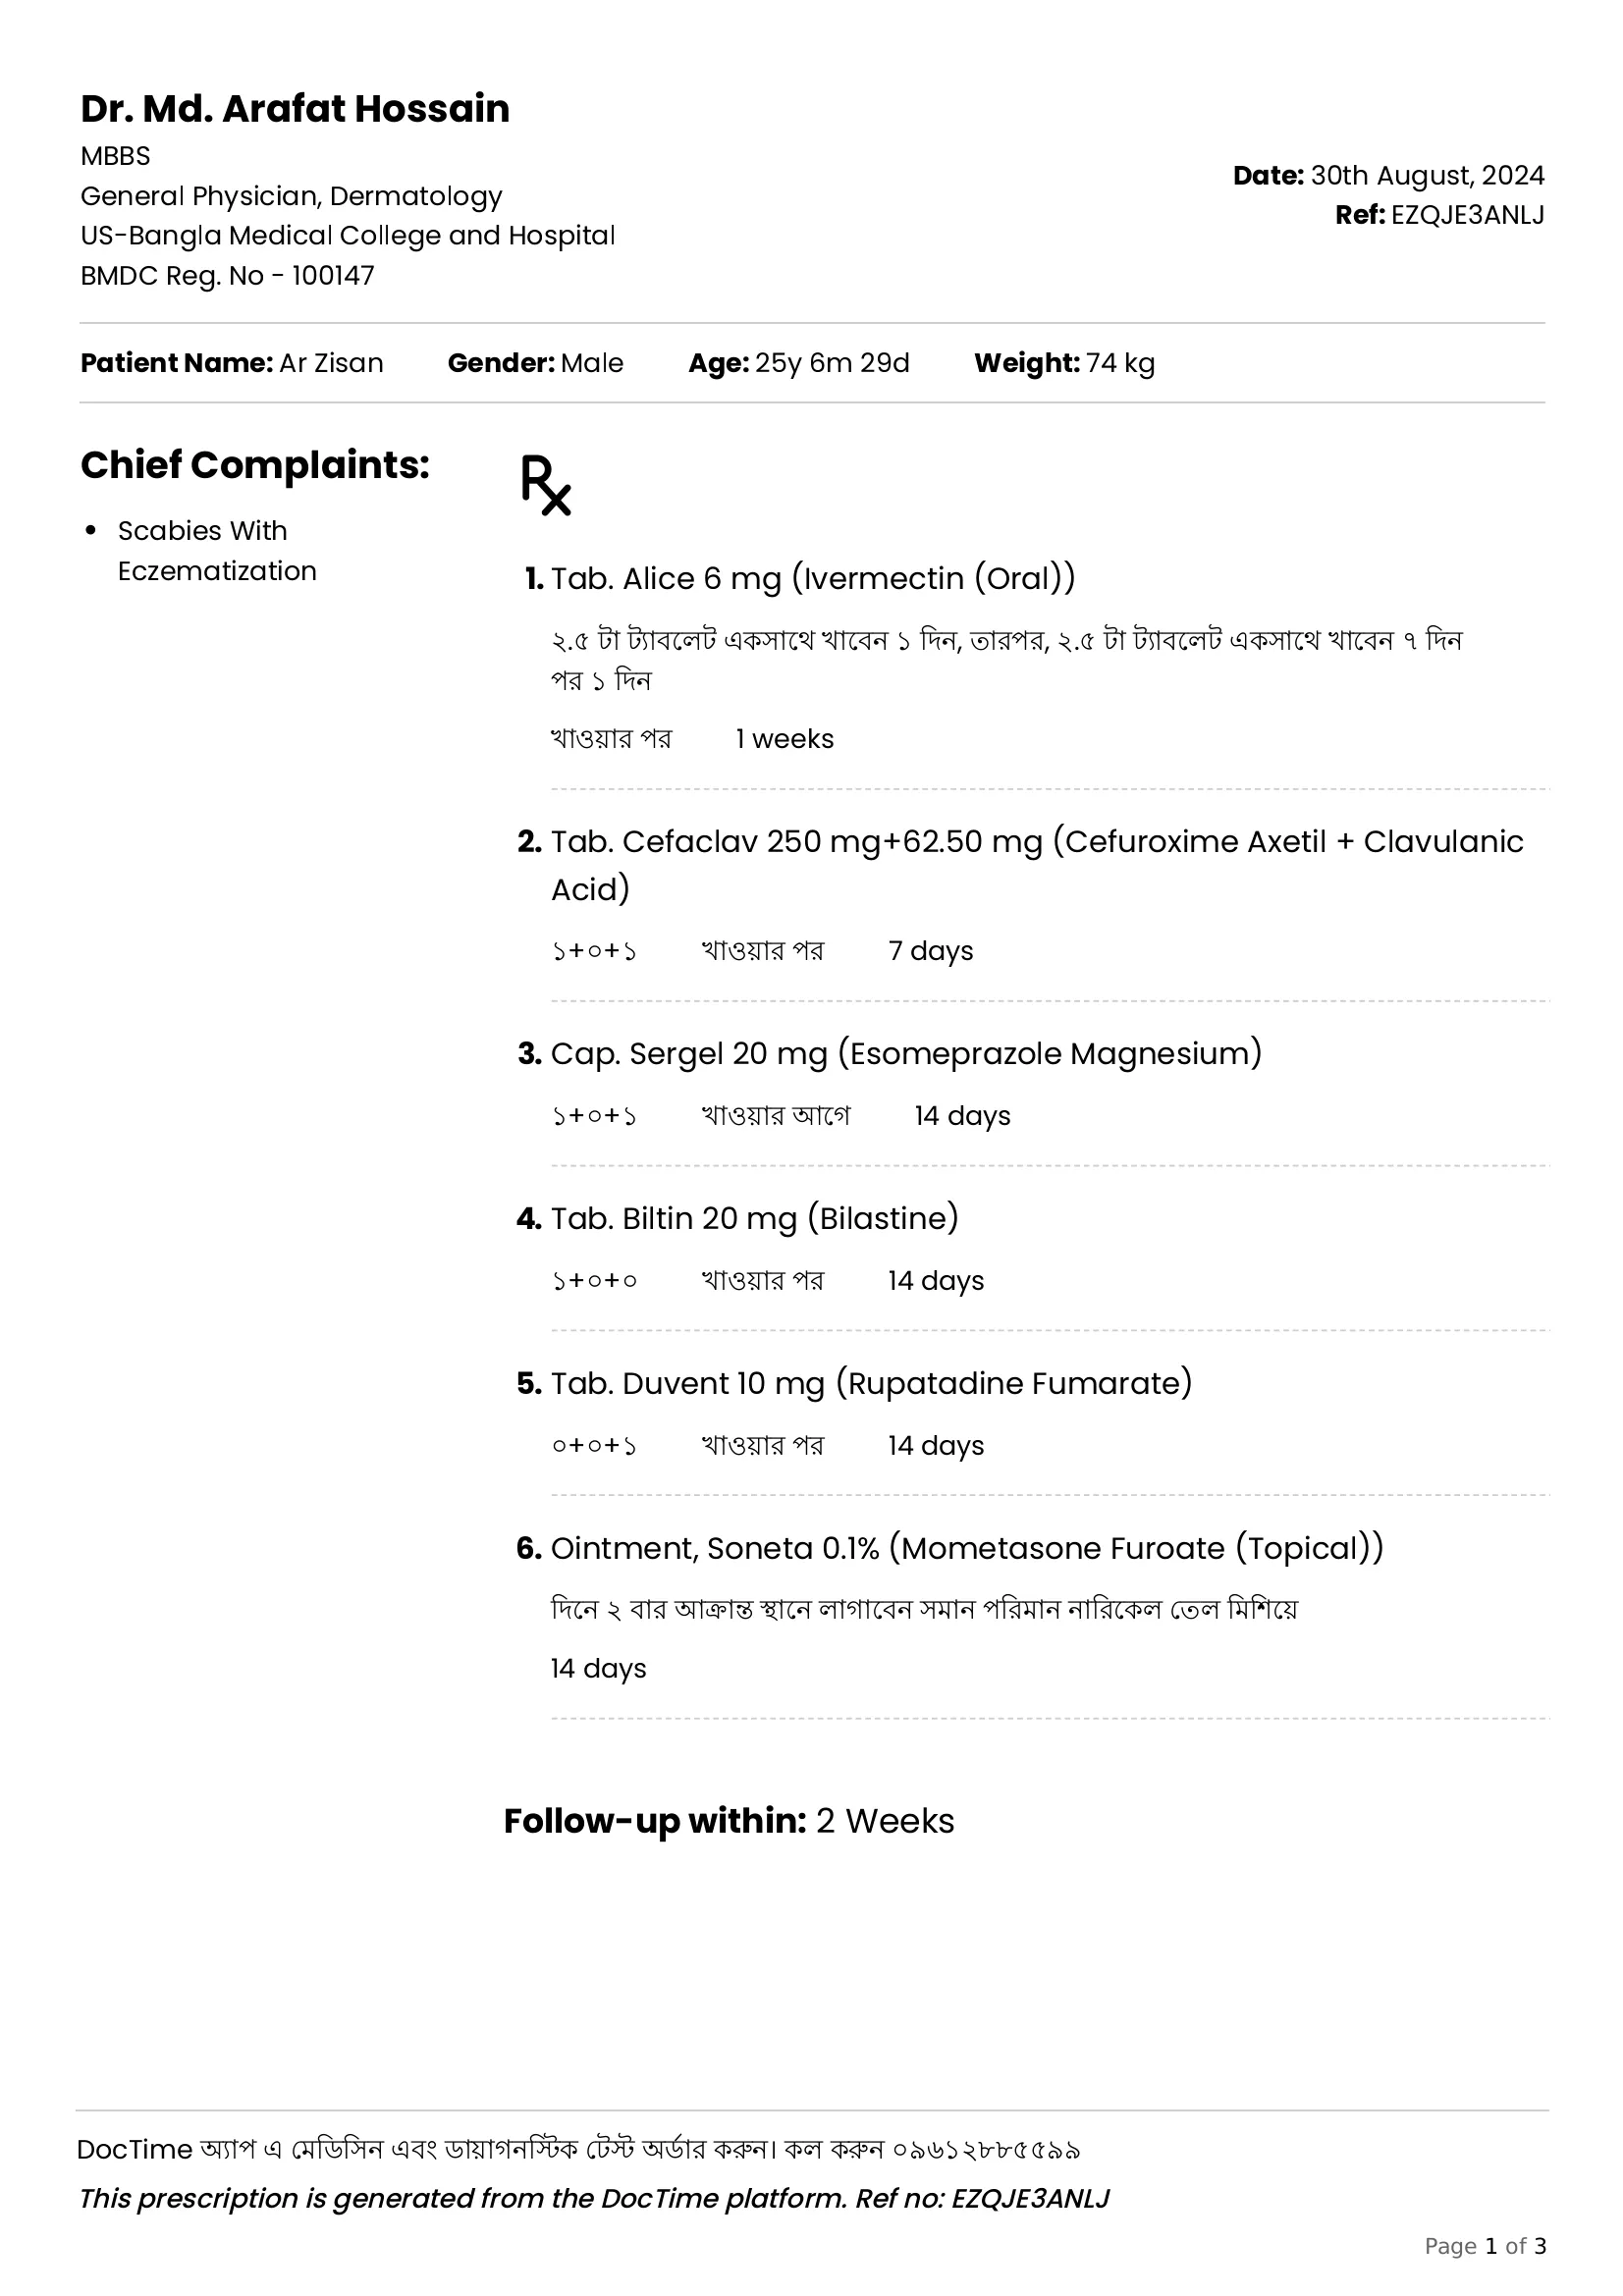 Dr. Md. Arafat Hossain
MBBS
General Physician, Dermatology
US-Bangla Medical College and Hospital
BMDC Reg. No - 100147
Date: 30th August, 2024
Ref: EZQJE3ANLJ
Patient Name: Ar Zisan Gender: Male Age: 25y 6m 29d Weight: 74 kg
Chief Complaints:
• Scabies With
Eczematization
Rx
1. Tab. Alice 6 mg (Ivermectin (Oral))
২.৫ টা ট্যাবলেট একসাথে খাবেন ১ দিন, তারপর, ২.৫ টা ট্যাবলেট একসাথে খাবেন ৭ দিন
পর ১ দিন
খাওয়ার পর 1 weeks
2. Tab. Cefaclav 250 mg+62.50 mg (Cefuroxime Axetil + Clavulanic
Acid)
১+০+১ খাওয়ার পর 7 days
3. Cap. Sergel 20 mg (Esomeprazole Magnesium)
১+০+১ খাওয়ার আগে 14 days
4. Tab. Biltin 20 mg (Bilastine)
১+০+০ খাওয়ার পর 14 days
5. Tab. Duvent 10 mg (Rupatadine Fumarate)
০+০+১ খাওয়ার পর 14 days
6. Ointment, Soneta 0.1% (Mometasone Furoate (Topical))
দিনে ২ বার আক্রান্ত স্থানে লাগাবেন সমান পরিমান নারিকেল তেল মিশিয়ে
14 days
Follow-up within: 2 Weeks
DocTime অ্যাপ এ মেডিসিন এবং ডায়াগনস্টিক টেস্ট অর্ডার করুন। কল করুন ০৯৬১২৮৮৫৫৯৯
This prescription is generated from the DocTime platform. Ref no: EZQJE3ANLJ
Page 1 of 3